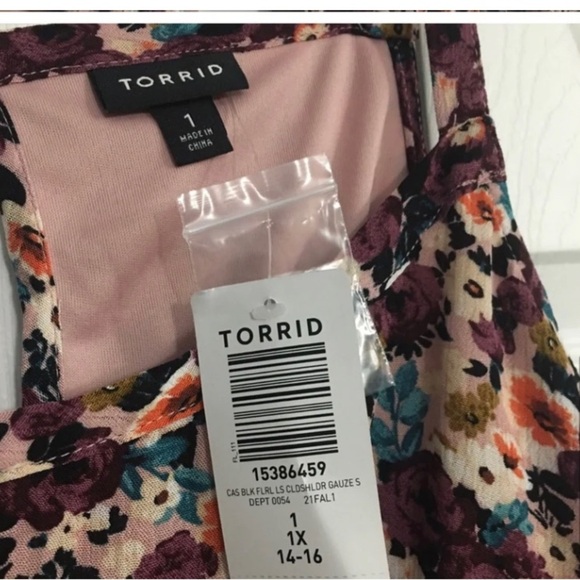 TORRID
1
MADE IN
CHINA
TORRID
FL_111
15386459
CAS BLK FLRL LS CLDSHLDR GAUZE S
DEPT 0054 21FAL1
1
1X
14-16